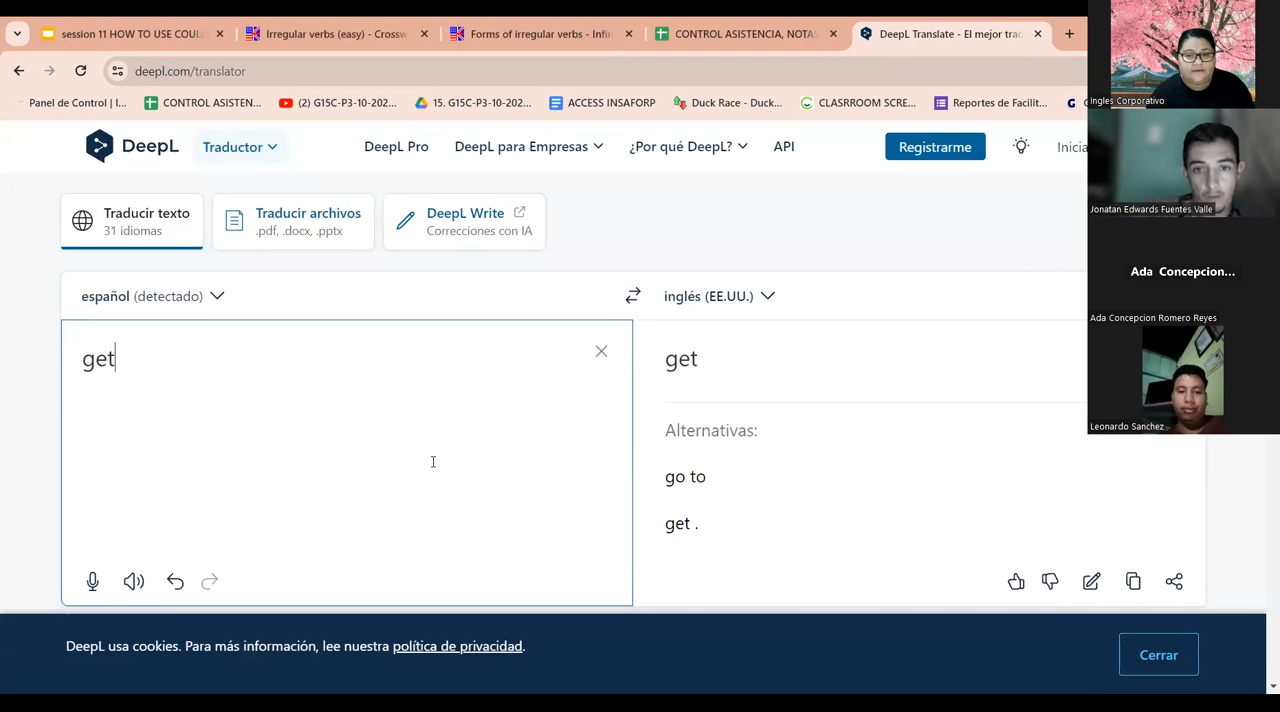 session 11 HOW TO USE COUL
Irregular verbs (easy) - Crossw
Forms of irregular verbs - Infin
CONTROL ASISTENCIA, NOTAS
DeepL Translate - El mejor trad
deepl.com/translator
Panel de Control | I...
CONTROL ASISTEN...
(2) G15C-P3-10-202...
15. G15C-P3-10-202...
ACCESS INSAFORP
Duck Race - Duck...
CLASRROOM SCRE...
Reportes de Facilit...
Ingles Corporativo
DeepL
Traductor
DeepL Pro
DeepL para Empresas
¿Por qué DeepL?
API
Registrarme
Inicia
Traducir texto
31 idiomas
Traducir archivos
.pdf, .docx, .pptx
DeepL Write
Correcciones con IA
Jonatan Edwards Fuentes Valle
Ada Concepcion...
Ada Concepcion Romero Reyes
español (detectado)
inglés (EE.UU.)
get
get
Alternativas:
go to
get .
Leonardo Sanchez
DeepL usa cookies. Para más información, lee nuestra política de privacidad.
Cerrar